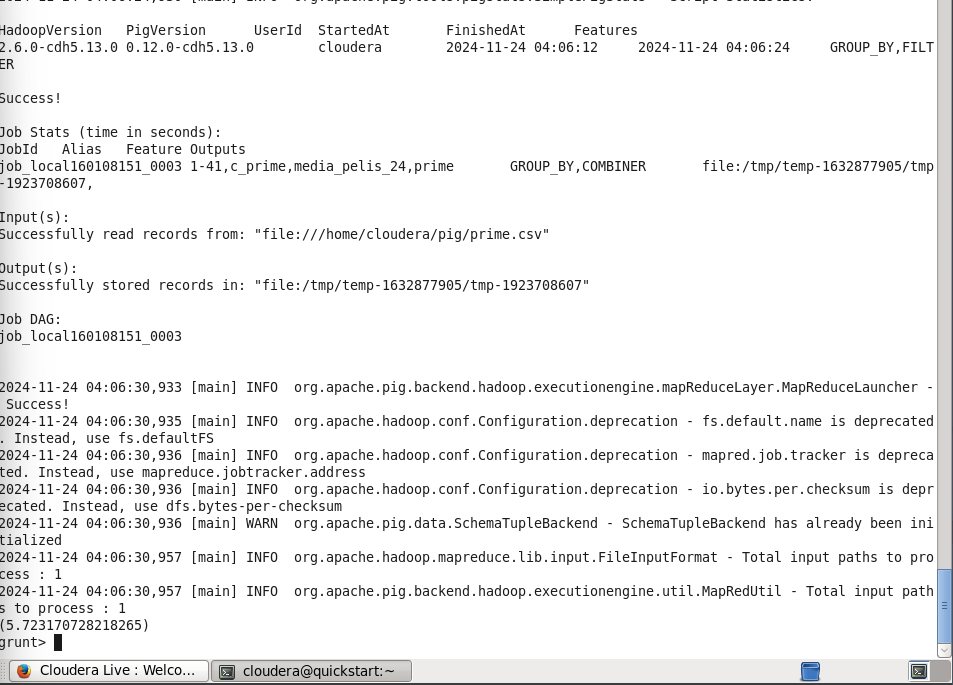 HadoopVersion PigVersion UserId StartedAt FinishedAt Features
2.6.0-cdh5.13.0 0.12.0-cdh5.13.0 cloudera 2024-11-24 04:06:12 2024-11-24 04:06:24 GROUP_BY,FILT
ER
Success!
Job Stats (time in seconds):
JobId Alias Feature Outputs
job_local160108151_0003 1-41,c_prime,media_pelis_24,prime GROUP_BY,COMBINER file:/tmp/temp-1632877905/tmp
-1923708607,
Input(s):
Successfully read records from: "file:///home/cloudera/pig/prime.csv"
Output(s):
Successfully stored records in: "file:/tmp/temp-1632877905/tmp-1923708607"
Job DAG:
job_local160108151_0003
2024-11-24 04:06:30,933 [main] INFO org.apache.pig.backend.hadoop.executionengine.mapReduceLayer.MapReduceLauncher -
Success!
2024-11-24 04:06:30,935 [main] INFO org.apache.hadoop.conf.Configuration.deprecation - fs.default.name is deprecated
. Instead, use fs.defaultFS
2024-11-24 04:06:30,936 [main] INFO org.apache.hadoop.conf.Configuration.deprecation - mapred.job.tracker is depreca
ted. Instead, use mapreduce.jobtracker.address
2024-11-24 04:06:30,936 [main] INFO org.apache.hadoop.conf.Configuration.deprecation - io.bytes.per.checksum is depr
ecated. Instead, use dfs.bytes-per-checksum
2024-11-24 04:06:30,936 [main] WARN org.apache.pig.data.SchemaTupleBackend - SchemaTupleBackend has already been ini
tialized
2024-11-24 04:06:30,957 [main] INFO org.apache.hadoop.mapreduce.lib.input.FileInputFormat - Total input paths to pro
cess : 1
2024-11-24 04:06:30,957 [main] INFO org.apache.pig.backend.hadoop.executionengine.util.MapRedUtil - Total input path
s to process : 1
(5.723170728218265)
grunt>
Cloudera Live : Welco... cloudera@quickstart:~